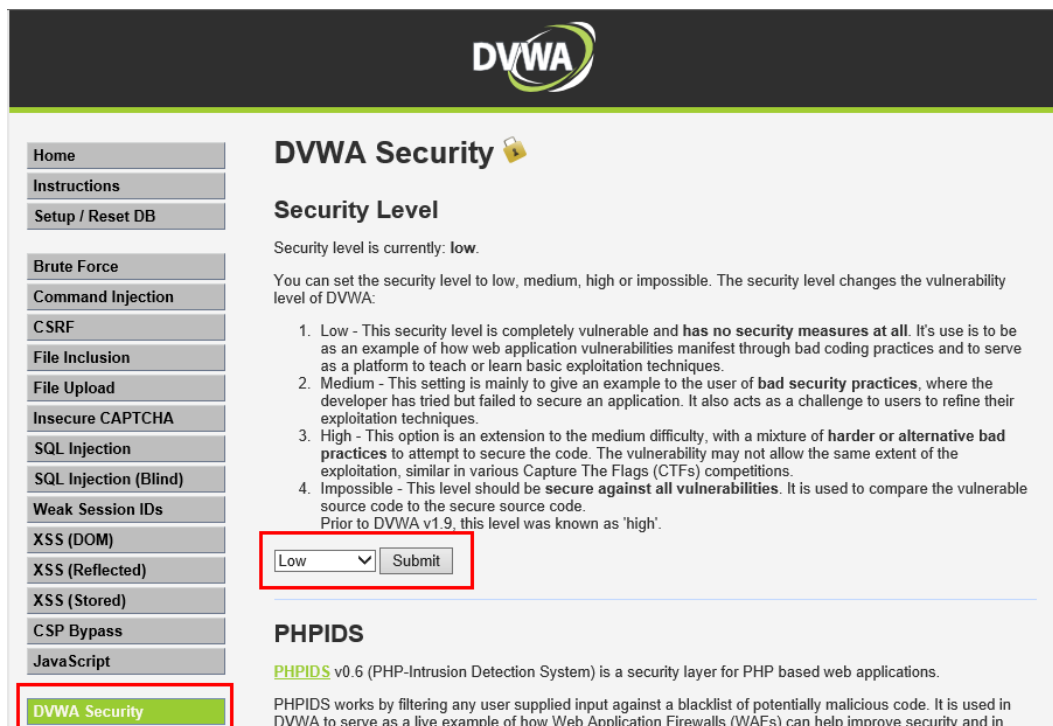 DVWA
Home
Instructions
Setup / Reset DB
Brute Force
Command Injection
CSRF
File Inclusion
File Upload
Insecure CAPTCHA
SQL Injection
SQL Injection (Blind)
Weak Session IDs
XSS (DOM)
XSS (Reflected)
XSS (Stored)
CSP Bypass
JavaScript
DVWA Security
DVWA Security
Security Level
Security level is currently: low.
You can set the security level to low, medium, high or impossible. The security level changes the vulnerability
level of DVWA:
1. Low - This security level is completely vulnerable and has no security measures at all. It's use is to be
as an example of how web application vulnerabilities manifest through bad coding practices and to serve
as a platform to teach or learn basic exploitation techniques.
2. Medium - This setting is mainly to give an example to the user of bad security practices, where the
developer has tried but failed to secure an application. It also acts as a challenge to users to refine their
exploitation techniques.
3. High - This option is an extension to the medium difficulty, with a mixture of harder or alternative bad
practices to attempt to secure the code. The vulnerability may not allow the same extent of the
exploitation, similar in various Capture The Flags (CTFs) competitions.
4. Impossible - This level should be secure against all vulnerabilities. It is used to compare the vulnerable
source code to the secure source code.
Prior to DVWA v1.9, this level was known as 'high'.
Low Submit
PHPIDS
PHPIDS v0.6 (PHP-Intrusion Detection System) is a security layer for PHP based web applications.
PHPIDS works by filtering any user supplied input against a blacklist of potentially malicious code. It is used in
DVWA to serve as a live example of how Web Application Firewalls (WAFs) can help improve security and in